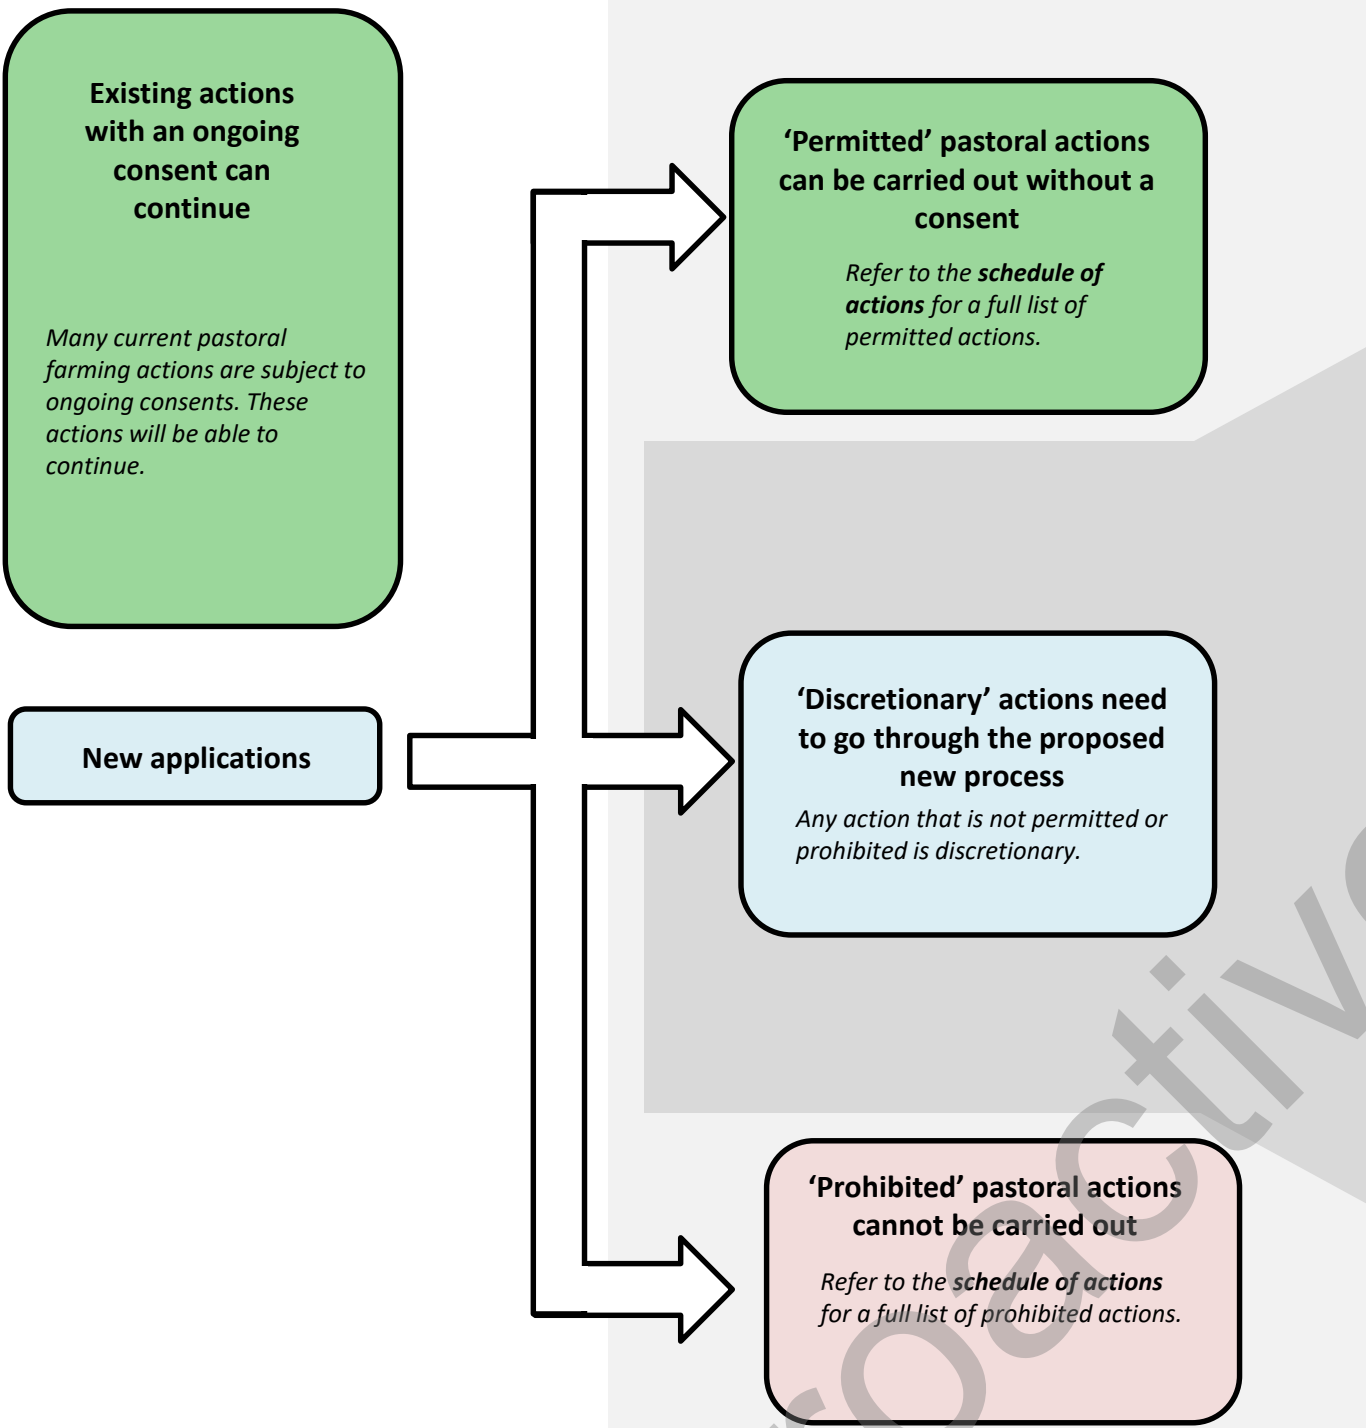 Existing actions
with an ongoing
consent can
continue
Many current pastoral
farming actions are subject to
ongoing consents. These
actions will be able to
continue.
New applications
‘Permitted’ pastoral actions
can be carried out without a
consent
Refer to the schedule of
actions for a full list of
permitted actions.
‘Discretionary’ actions need
to go through the proposed
new process
Any action that is not permitted or
prohibited is discretionary.
‘Prohibited’ pastoral actions
cannot be carried out
Refer to the schedule of actions
for a full list of prohibited actions.